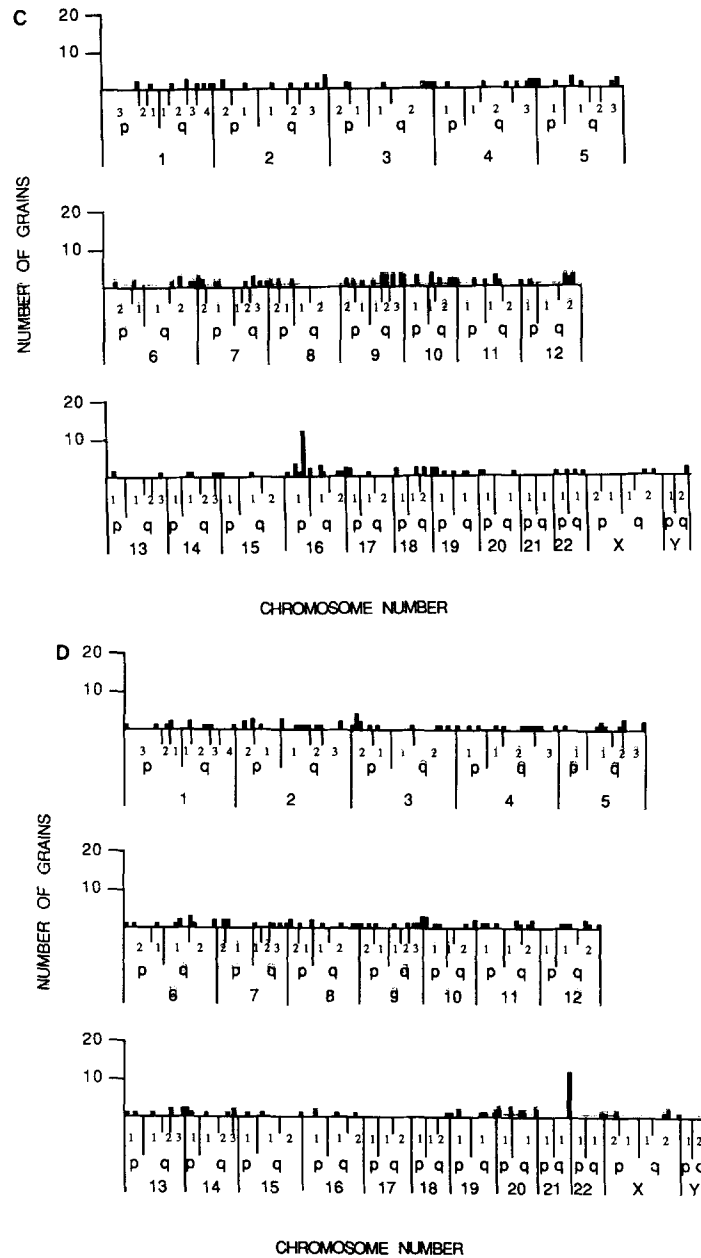 C
20
10
3 2 1 1 2 3 4 2 1 1 2 3 2 1 1 2 1 1 2 3 1 1 2 3
p q p q p q p q p q
1 2 3 4 5
NUMBER OF GRAINS
20
10
2 1 1 2 2 1 1 2 3 2 1 1 2 2 1 1 2 3 1 1 2 1 1 2 1 1 2
p q p q p q p q p q p q p q
6 7 8 9 10 11 12
20
10
1 1 2 3 1 1 2 3 1 1 2 1 1 2 1 1 2 1 1 2 1 1 1 1 1 1 1 1 2 1 1 2 1 2
p q p q p q p q p q p q p q p q p q p q p q p q
13 14 15 16 17 18 19 20 21 22 X Y
CHROMOSOME NUMBER
D
20
10
3 2 1 1 2 3 4 2 1 1 2 3 2 1 1 2 1 1 2 3 1 1 2 3
p q p q p q p q p q
1 2 3 4 5
NUMBER OF GRAINS
20
10
2 1 1 2 2 1 1 2 3 2 1 1 2 2 1 1 2 3 1 1 2 1 1 2 1 1 2
p q p q p q p q p q p q p q
6 7 8 9 10 11 12
20
10
1 1 2 3 1 1 2 3 1 1 2 1 1 2 1 1 2 1 1 2 1 1 1 1 1 1 1 1 2 1 1 2 1 2
p q p q p q p q p q p q p q p q p q p q p q p q
13 14 15 16 17 18 19 20 21 22 X Y
CHROMOSOME NUMBER